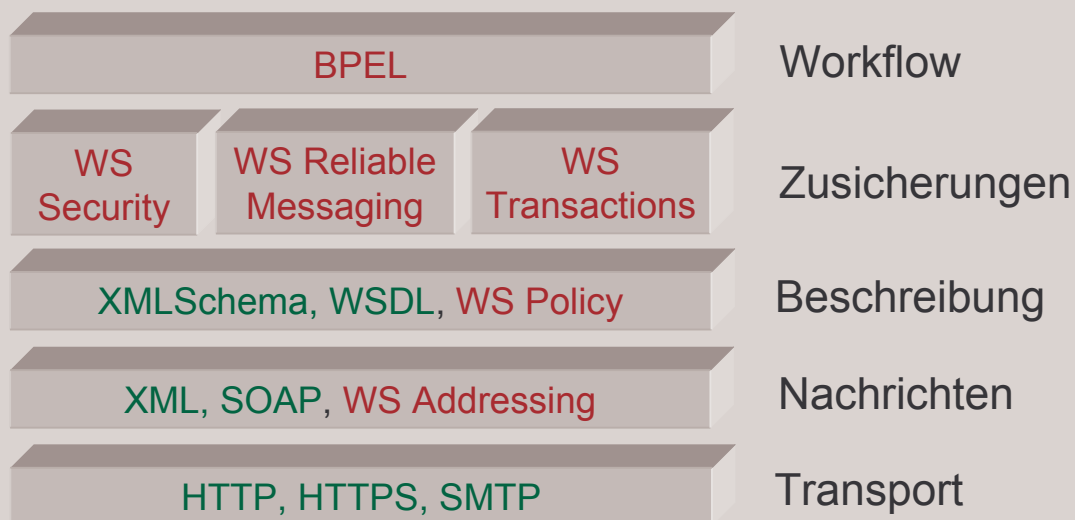 BPEL
Workflow
WS
Security
WS Reliable
Messaging
WS
Transactions
Zusicherungen
XMLSchema, WSDL, WS Policy
Beschreibung
XML, SOAP, WS Addressing
Nachrichten
HTTP, HTTPS, SMTP
Transport